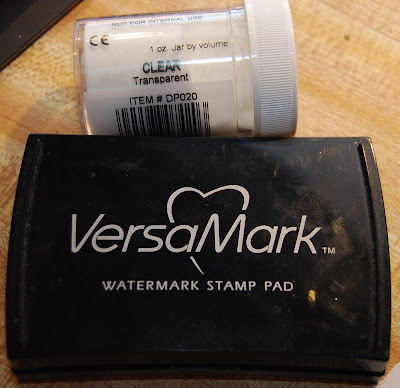 NOT FOR INTERNAL USE
CE
1 oz. Jar by volume
CLEAR
Transparent
ITEM # DP020
VersaMark™
WATERMARK STAMP PAD